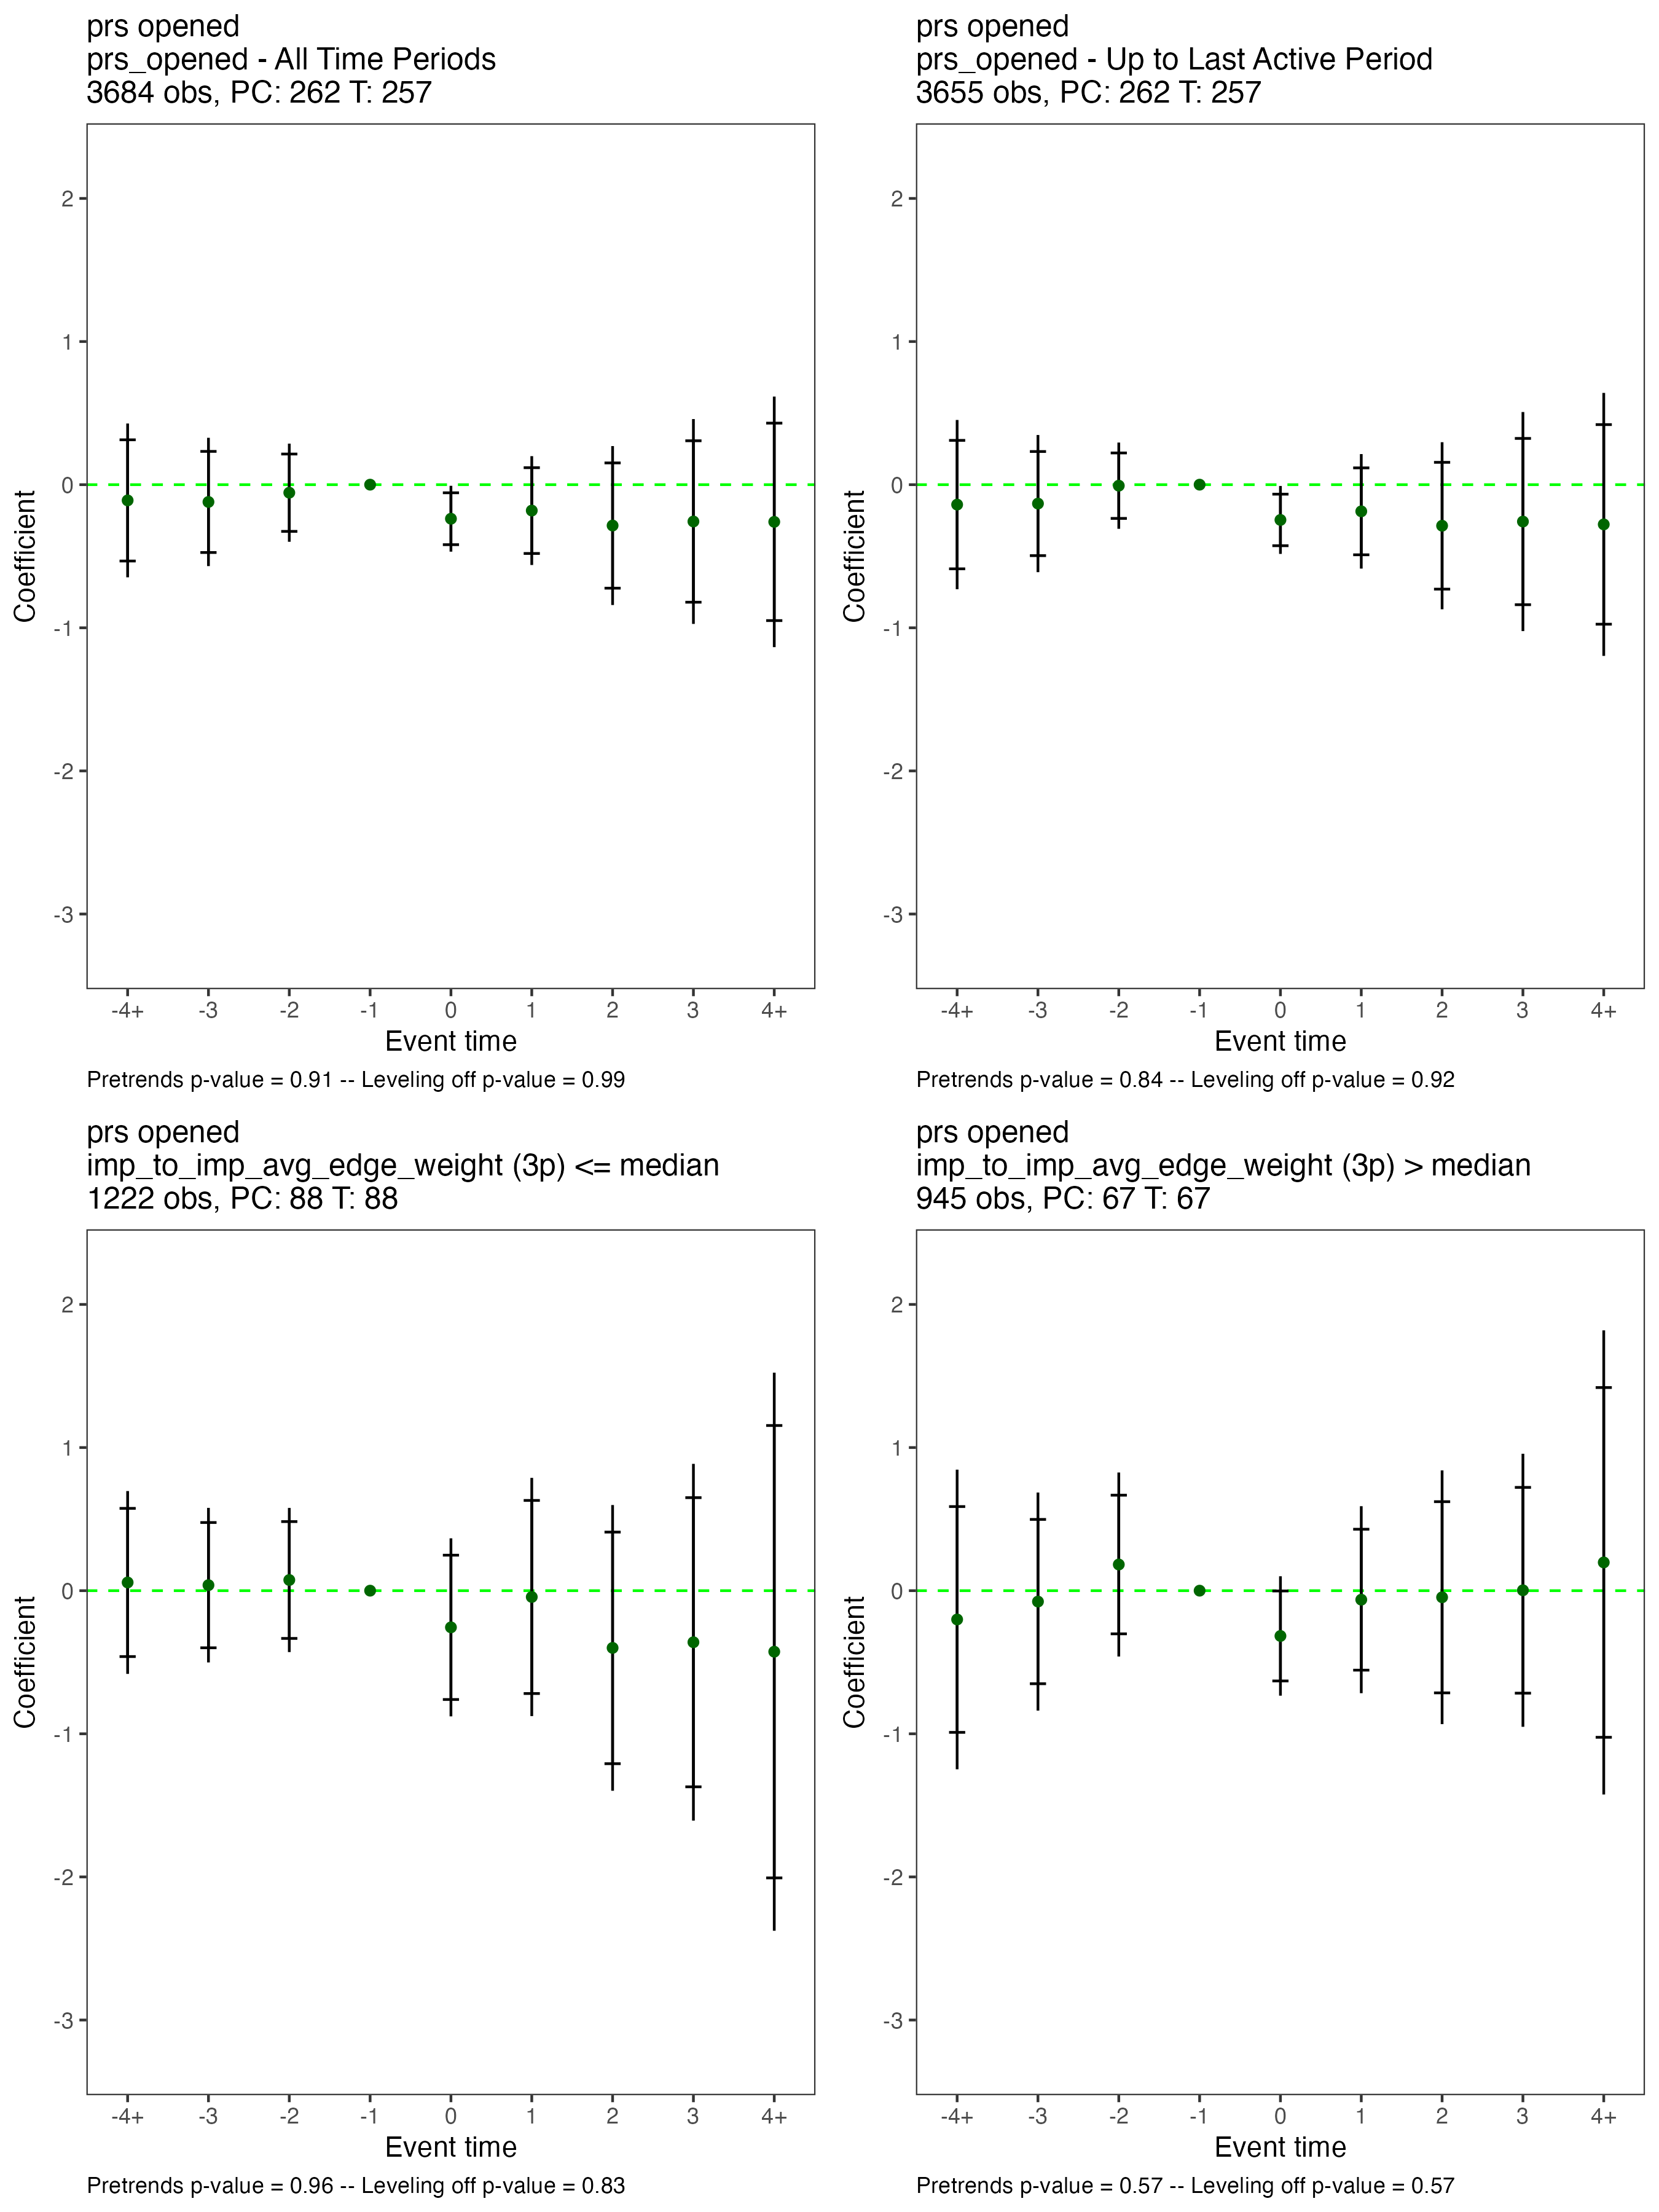 prs opened
prs_opened - All Time Periods
3684 obs, PC: 262 T: 257
2
1
0
-1
-2
-3
Coefficient
-4+ -3 -2 -1 0 1 2 3 4+
Event time
Pretrends p-value = 0.91 -- Leveling off p-value = 0.99
prs opened
prs_opened - Up to Last Active Period
3655 obs, PC: 262 T: 257
2
1
0
-1
-2
-3
Coefficient
-4+ -3 -2 -1 0 1 2 3 4+
Event time
Pretrends p-value = 0.84 -- Leveling off p-value = 0.92
prs opened
imp_to_imp_avg_edge_weight (3p) <= median
1222 obs, PC: 88 T: 88
2
1
0
-1
-2
-3
Coefficient
-4+ -3 -2 -1 0 1 2 3 4+
Event time
Pretrends p-value = 0.96 -- Leveling off p-value = 0.83
prs opened
imp_to_imp_avg_edge_weight (3p) > median
945 obs, PC: 67 T: 67
2
1
0
-1
-2
-3
Coefficient
-4+ -3 -2 -1 0 1 2 3 4+
Event time
Pretrends p-value = 0.57 -- Leveling off p-value = 0.57